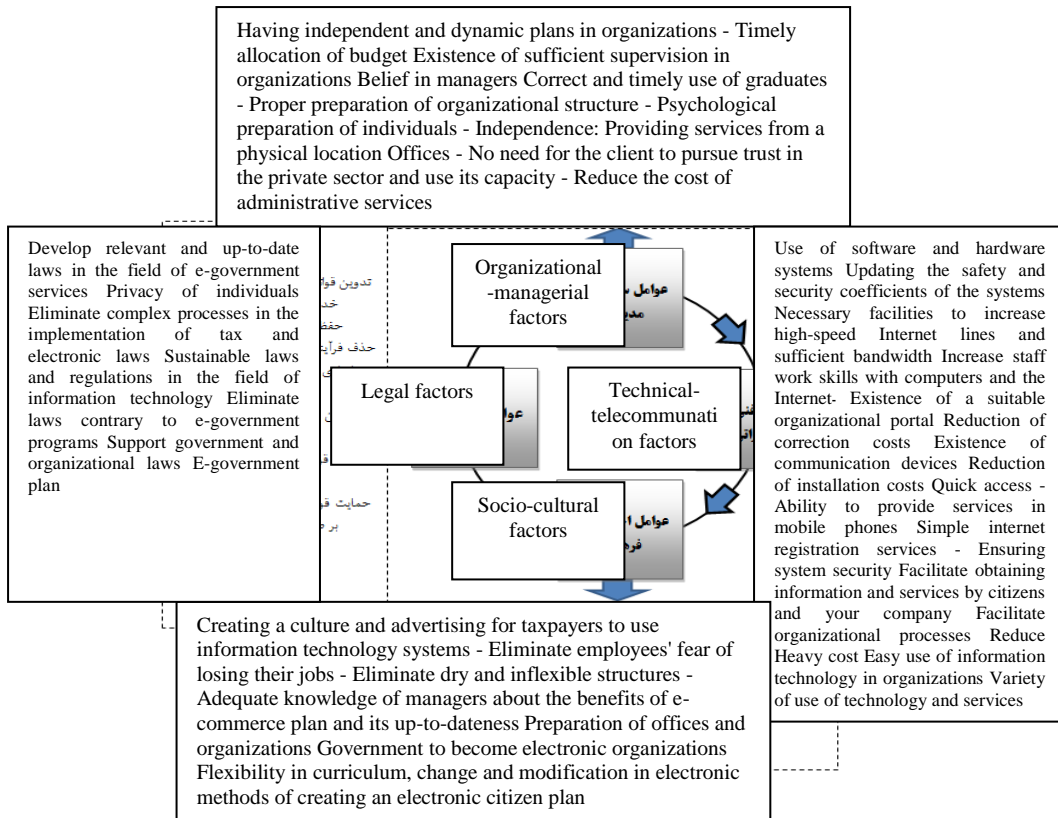 Having independent and dynamic plans in organizations - Timely
allocation of budget Existence of sufficient supervision in
organizations Belief in managers Correct and timely use of graduates
- Proper preparation of organizational structure - Psychological
preparation of individuals - Independence: Providing services from a
physical location Offices - No need for the client to pursue trust in
the private sector and use its capacity - Reduce the cost of
administrative services
Develop relevant and up-to-date
laws in the field of e-government
services Privacy of individuals
Eliminate complex processes in the
implementation of tax and
electronic laws Sustainable laws
and regulations in the field of
information technology Eliminate
laws contrary to e-government
programs Support government and
organizational laws E-government
plan
تدوین
حذف
حمایت
بر
Organizational
-managerial
factors
عوامل
Legal factors
Technical-
telecommunati
on factors
Socio-cultural
factors
عوامل
Use of software and hardware
systems Updating the safety and
security coefficients of the systems
Necessary facilities to increase
high-speed Internet lines and
sufficient bandwidth Increase staff
work skills with computers and the
Internet- Existence of a suitable
organizational portal Reduction of
correction costs Existence of
communication devices Reduction
of installation costs Quick access -
Ability to provide services in
mobile phones Simple internet
registration services - Ensuring
system security Facilitate obtaining
information and services by citizens
and your company Facilitate
organizational processes Reduce
Heavy cost Easy use of information
technology in organizations Variety
of use of technology and services
Creating a culture and advertising for taxpayers to use
information technology systems - Eliminate employees' fear of
losing their jobs - Eliminate dry and inflexible structures -
Adequate knowledge of managers about the benefits of e-
commerce plan and its up-to-dateness Preparation of offices and
organizations Government to become electronic organizations
Flexibility in curriculum, change and modification in electronic
methods of creating an electronic citizen plan